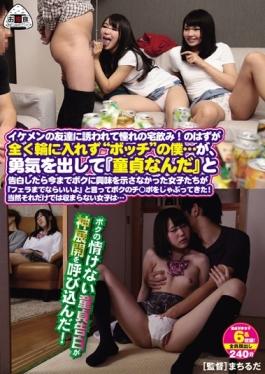 イケメンの友達に誘われて憧れの宅飲み！のはずが
全く輪に入れず“ボッチ”の僕…が、
勇気を出して『童貞なんだ』と
告白したら今までボクに興味を示さなかった女子たちが
「フェラまでならいいよ」と言ってボクのチ○ポをしゃぶってきた！
当然それだけでは収まらない女子は…
ボクの情けない童貞告白が
神展開を呼び込んだ！
6
240分
[監督]まちるだ